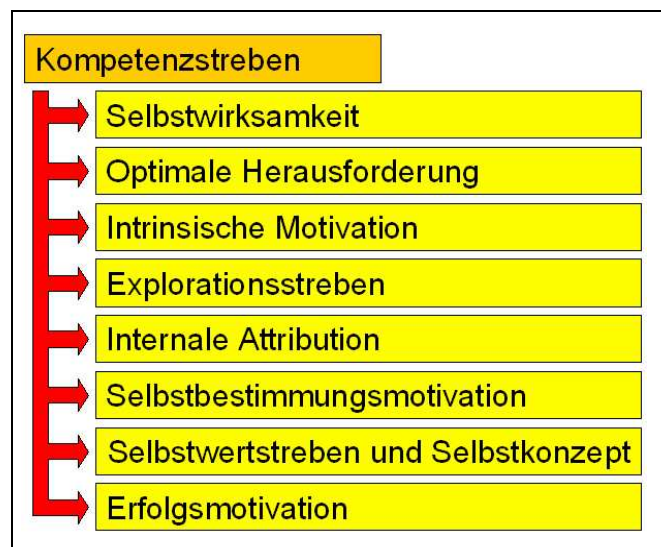 Kompetenzstreben
Selbstwirksamkeit
Optimale Herausforderung
Intrinsische Motivation
Explorationsstreben
Internale Attribution
Selbstbestimmungsmotivation
Selbstwertstreben und Selbstkonzept
Erfolgsmotivation